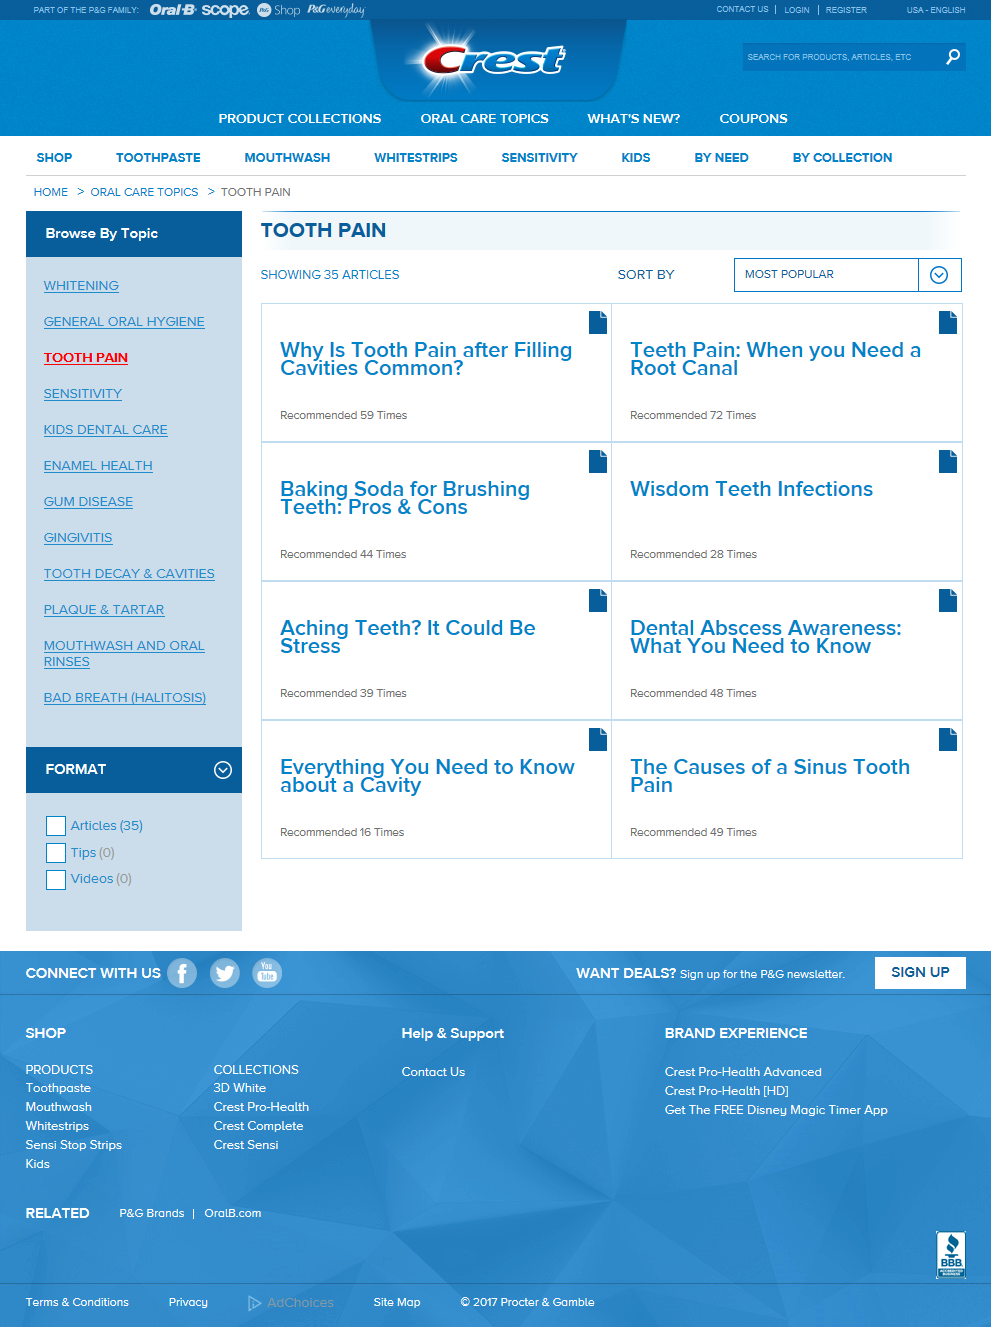 PART OF THE P&G FAMILY: Oral-B scope. P&G Shop P&G everyday
CONTACT US | LOGIN | REGISTER USA - ENGLISH
Crest
SEARCH FOR PRODUCTS, ARTICLES, ETC
PRODUCT COLLECTIONS ORAL CARE TOPICS WHAT'S NEW? COUPONS
SHOP TOOTHPASTE MOUTHWASH WHITESTRIPS SENSITIVITY KIDS BY NEED BY COLLECTION
HOME > ORAL CARE TOPICS > TOOTH PAIN
Browse By Topic
WHITENING
GENERAL ORAL HYGIENE
TOOTH PAIN
SENSITIVITY
KIDS DENTAL CARE
ENAMEL HEALTH
GUM DISEASE
GINGIVITIS
TOOTH DECAY & CAVITIES
PLAQUE & TARTAR
MOUTHWASH AND ORAL
RINSES
BAD BREATH (HALITOSIS)
FORMAT
Articles (35)
Tips (0)
Videos (0)
TOOTH PAIN
SHOWING 35 ARTICLES
SORT BY MOST POPULAR
Why Is Tooth Pain after Filling
Cavities Common?
Recommended 59 Times
Teeth Pain: When you Need a
Root Canal
Recommended 72 Times
Baking Soda for Brushing
Teeth: Pros & Cons
Recommended 44 Times
Wisdom Teeth Infections
Recommended 28 Times
Aching Teeth? It Could Be
Stress
Recommended 39 Times
Dental Abscess Awareness:
What You Need to Know
Recommended 48 Times
Everything You Need to Know
about a Cavity
Recommended 16 Times
The Causes of a Sinus Tooth
Pain
Recommended 49 Times
CONNECT WITH US
You
Tube
WANT DEALS? Sign up for the P&G newsletter. SIGN UP
SHOP
PRODUCTS
Toothpaste
Mouthwash
Whitestrips
Sensi Stop Strips
Kids
COLLECTIONS
3D White
Crest Pro-Health
Crest Complete
Crest Sensi
Help & Support
Contact Us
BRAND EXPERIENCE
Crest Pro-Health Advanced
Crest Pro-Health [HD]
Get The FREE Disney Magic Timer App
RELATED P&G Brands | OralB.com
BBB.
ACCREDITED
BUSINESS
Terms & Conditions Privacy AdChoices Site Map © 2017 Procter & Gamble